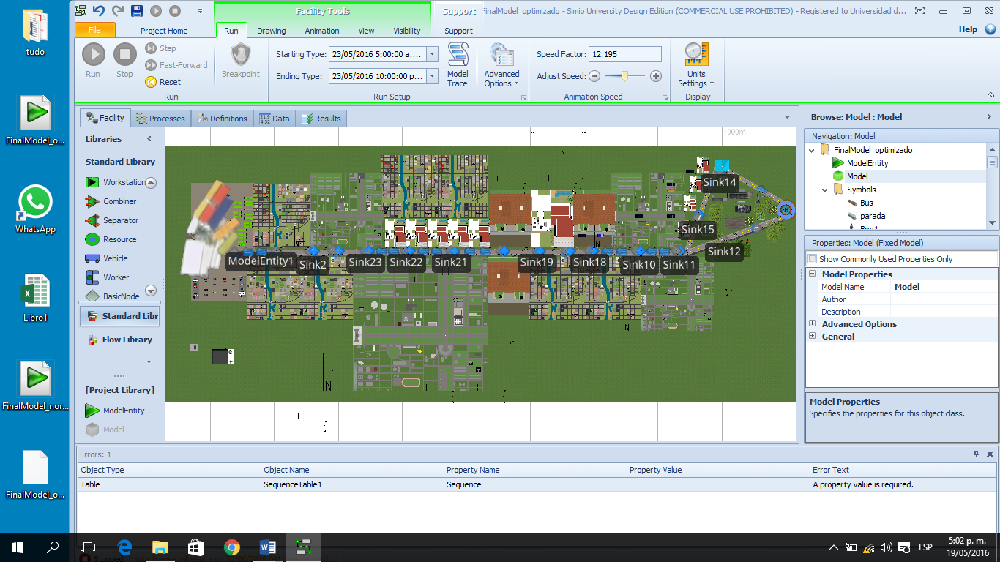 tudo
FinalModel_o...
WhatsApp
Libro1
FinalModel_nor...
FinalModel_o...
Facility Tools
Support
FinalModel_optimizado - Simio University Design Edition (COMMERCIAL USE PROHIBITED) - Registered to Universidad d...
File
Project Home
Run
Drawing
Animation
View
Visibility
Support
Help
Run
Stop
Step
Fast-Forward
Reset
Run
Breakpoint
Starting Type: 23/05/2016 5:00:00 a....
Ending Type: 23/05/2016 10:00:00 p...
Model Trace
Advanced Options
Run Setup
Speed Factor: 12.195
Adjust Speed:
Animation Speed
Units Settings
Display
Facility
Processes
Definitions
Data
Results
Libraries
Standard Library
Workstation
Combiner
Separator
Resource
Vehicle
Worker
BasicNode
Standard Libr
Flow Library
[Project Library]
ModelEntity
Model
1000m
Sink14
Sink15
Sink12
ModelEntity1
Sink2
Sink23
Sink22
Sink21
Sink19
Sink18
Sink10
Sink11
N
N
N
Browse: Model : Model
Navigation: Model
FinalModel_optimizado
ModelEntity
Model
Symbols
Bus
parada
Properties: Model (Fixed Model)
Show Commonly Used Properties Only
Model Properties
Model Name Model
Author
Description
Advanced Options
General
Model Properties
Specifies the properties for this object class.
Errors: 1
Object Type Object Name Property Name Property Value Error Text
Table SequenceTable1 Sequence A property value is required.
Stopped
ESP
5:02 p. m.
19/05/2016